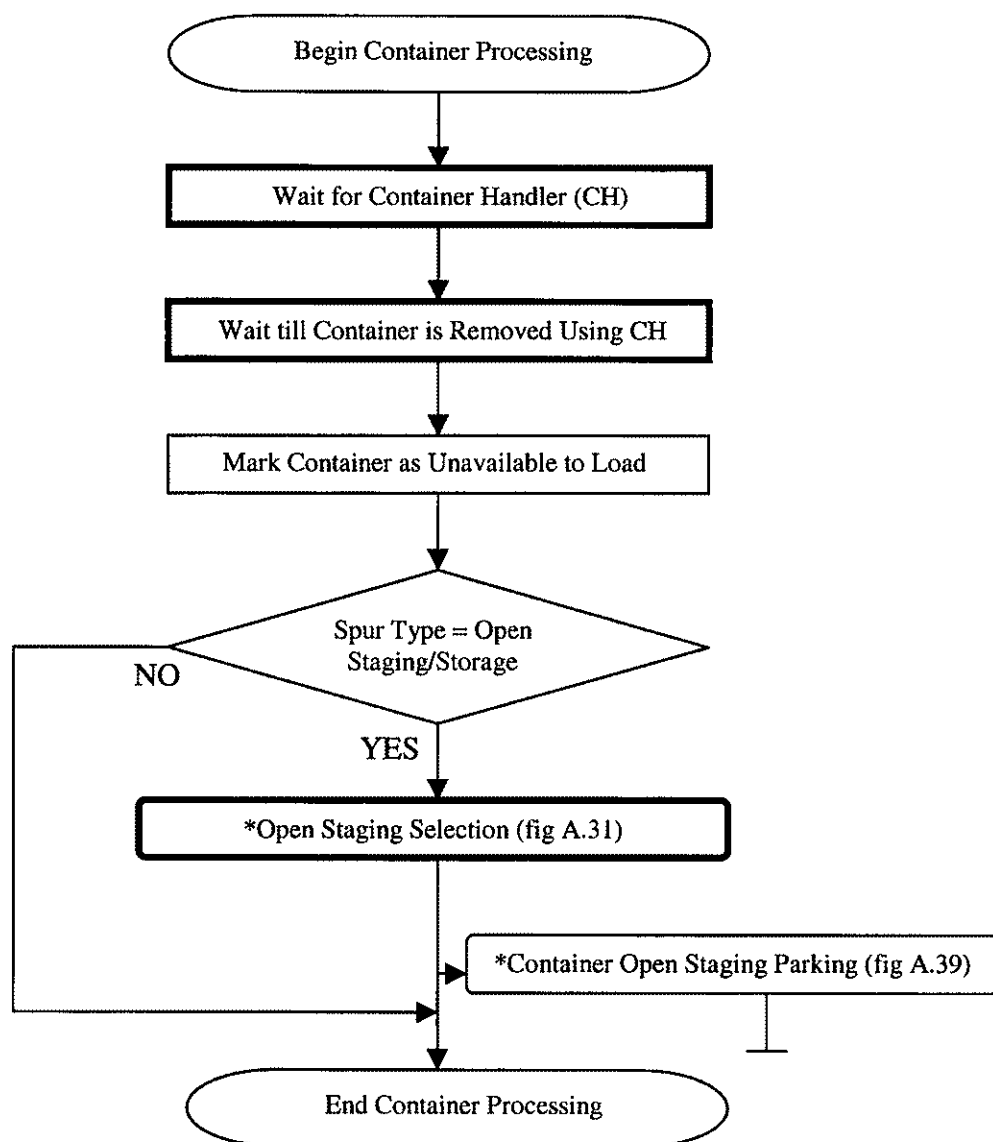 Begin Container Processing
Wait for Container Handler (CH)
Wait till Container is Removed Using CH
Mark Container as Unavailable to Load
Spur Type = Open
Staging/Storage
NO
YES
*Open Staging Selection (fig A.31)
*Container Open Staging Parking (fig A.39)
End Container Processing